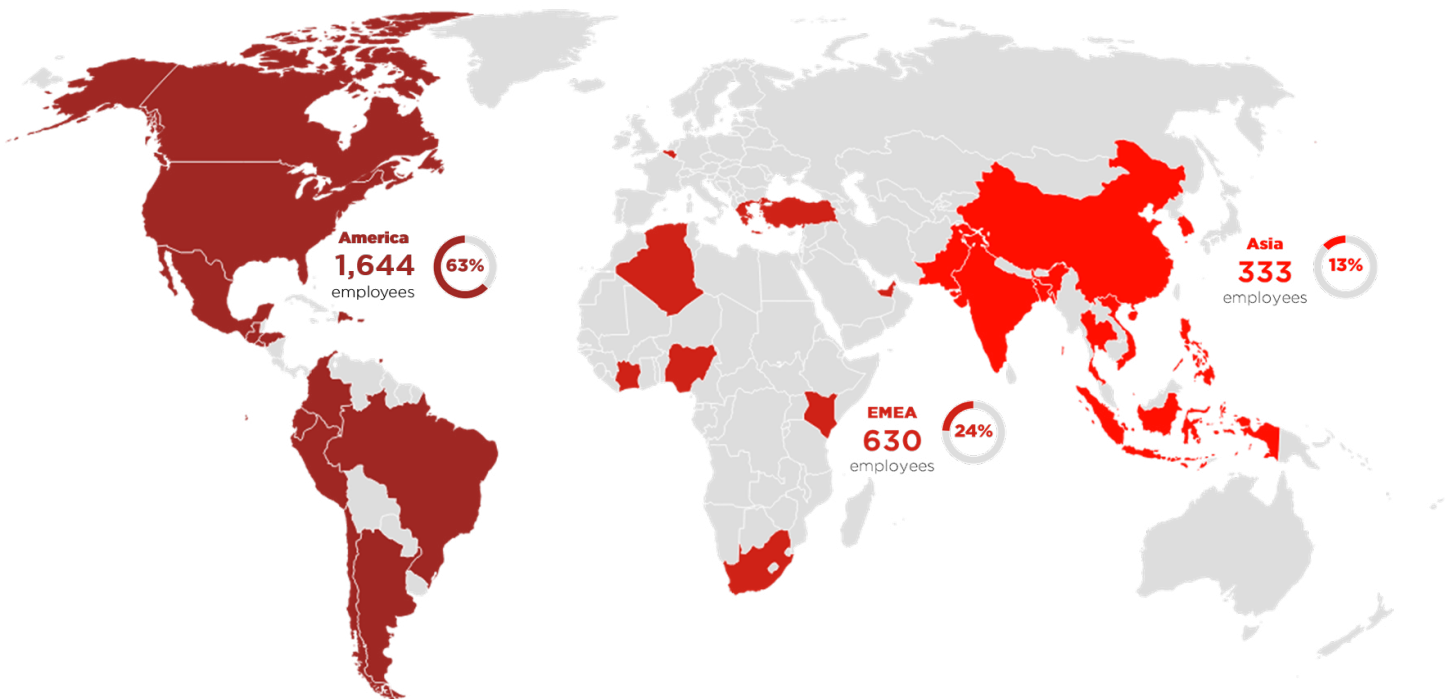 America
1,644
employees
63%
Asia
333
employees
13%
EMEA
630
employees
24%